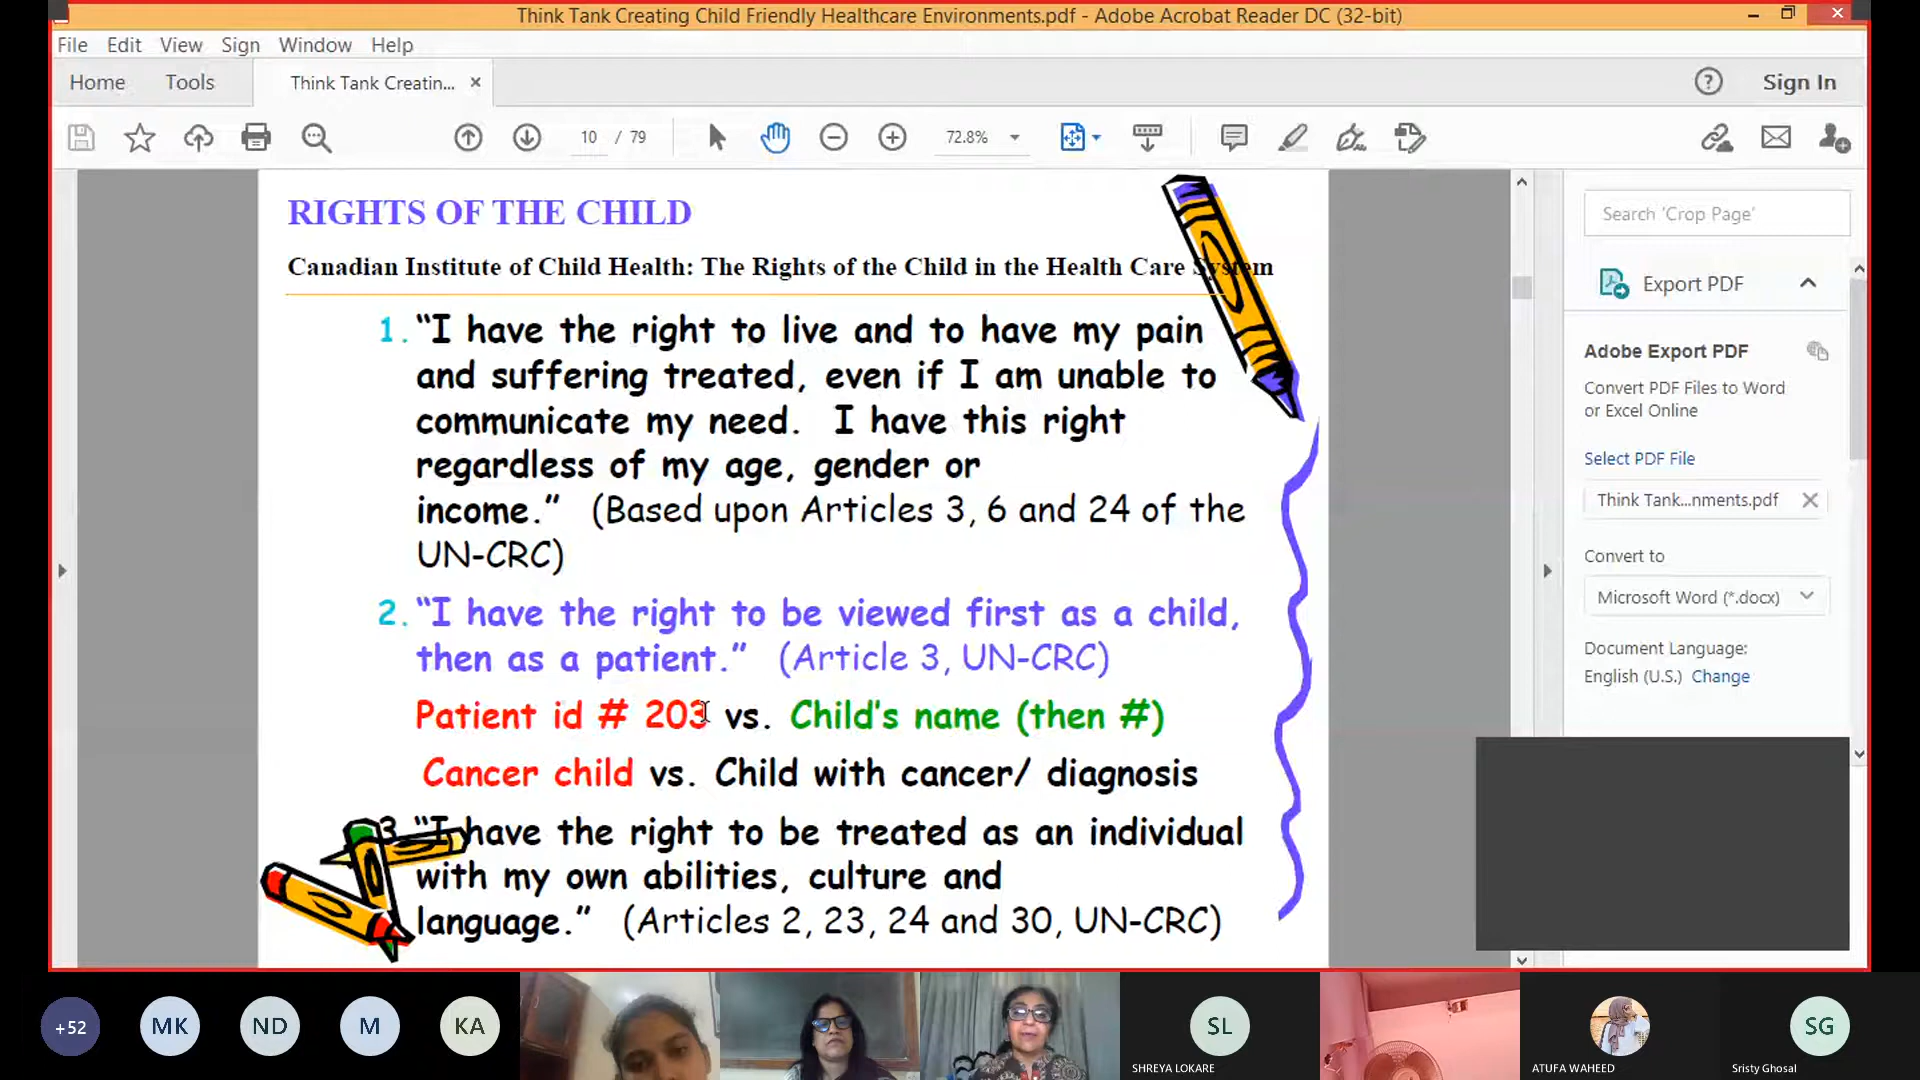 Think Tank Creating Child Friendly Healthcare Environments.pdf - Adobe Acrobat Reader DC (32-bit)
File Edit View Sign Window Help
Home Tools Think Tank Creatin... × Sign In
10 / 79 72.8%
RIGHTS OF THE CHILD
Canadian Institute of Child Health: The Rights of the Child in the Health Care System
1. “I have the right to live and to have my pain
and suffering treated, even if I am unable to
communicate my need. I have this right
regardless of my age, gender or
income.” (Based upon Articles 3, 6 and 24 of the
UN-CRC)
2. “I have the right to be viewed first as a child,
then as a patient.” (Article 3, UN-CRC)
Patient id # 203 vs. Child’s name (then #)
Cancer child vs. Child with cancer/ diagnosis
3. “I have the right to be treated as an individual
with my own abilities, culture and
language.” (Articles 2, 23, 24 and 30, UN-CRC)
Search 'Crop Page'
Export PDF
Adobe Export PDF
Convert PDF Files to Word
or Excel Online
Select PDF File
Think Tank...nments.pdf
Convert to
Microsoft Word (*.docx)
Document Language:
English (U.S.) Change
+52 MK ND M KA SL SG
SHREYA LOKARE ATUFA WAHEED Sristy Ghosal